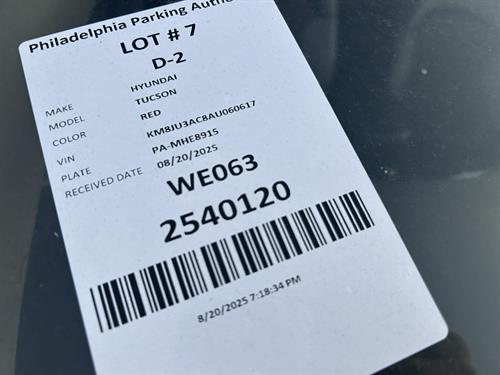 Philadelphia Parking Autho
LOT # 7
D-2
MAKE HYUNDAI
MODEL TUCSON
COLOR RED
VIN KM8JU3AC8AU060617
PLATE PA-MHE8915
RECEIVED DATE 08/20/2025
WE063
2540120
8/20/2025 7:18:34 PM